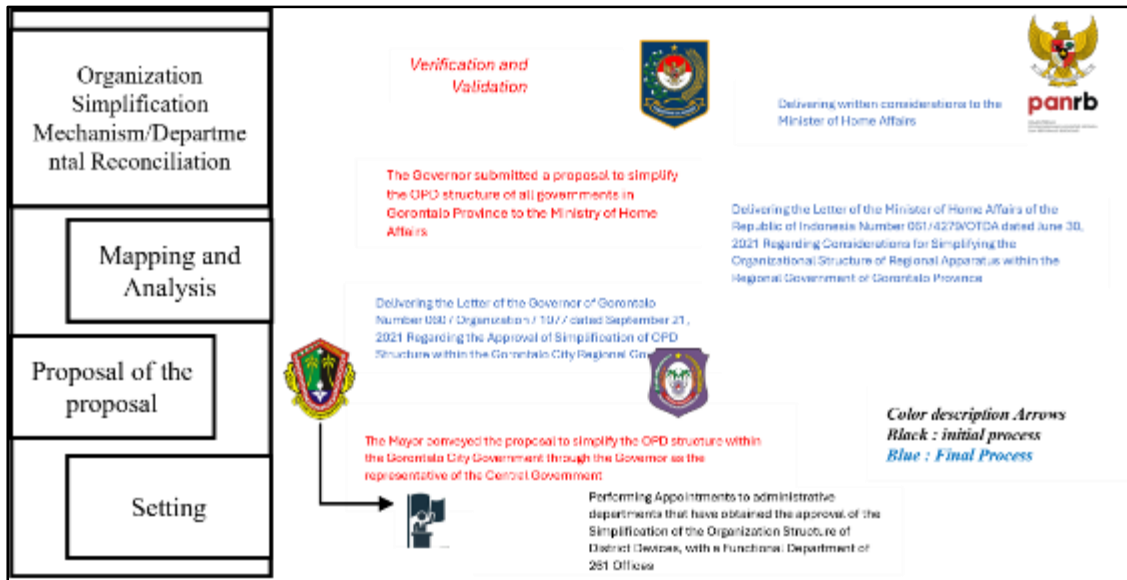 Organization
Simplification
Mechanism/Departme
ntal Reconciliation
Mapping and
Analysis
Proposal of the
proposal
Setting
Verification and
Validation
Delivering written considerations to the
Minister of Home Affairs
panrb
The Governor submitted a proposal to simplify
the OPD structure of all governments in
Gorontalo Province to the Ministry of Home
Affairs
Delivering the Letter of the Minister of Home Affairs of the
Republic of Indonesia Number 061/4279/OTDA dated June 30,
2021 Regarding Considerations for Simplifying the
Organizational Structure of Regional Apparatus within the
Regional Government of Gorontalo Province
Delivering the Letter of the Governor of Gorontalo
Number 060 / Organization / 1077 dated September 21,
2021 Regarding the Approval of Simplification of OPD
Structure within the Gorontalo City Regional Go
The Mayor conveyed the proposal to simplify the OPD structure within
the Gorontalo City Government through the Governor as the
representative of the Central Government
Color description Arrows
Black : initial process
Blue : Final Process
Performing Appointments to administrative
departments that have obtained the approval of the
Simplification of the Organization Structure of
District Devices, with a Functional Department of
261 Offices